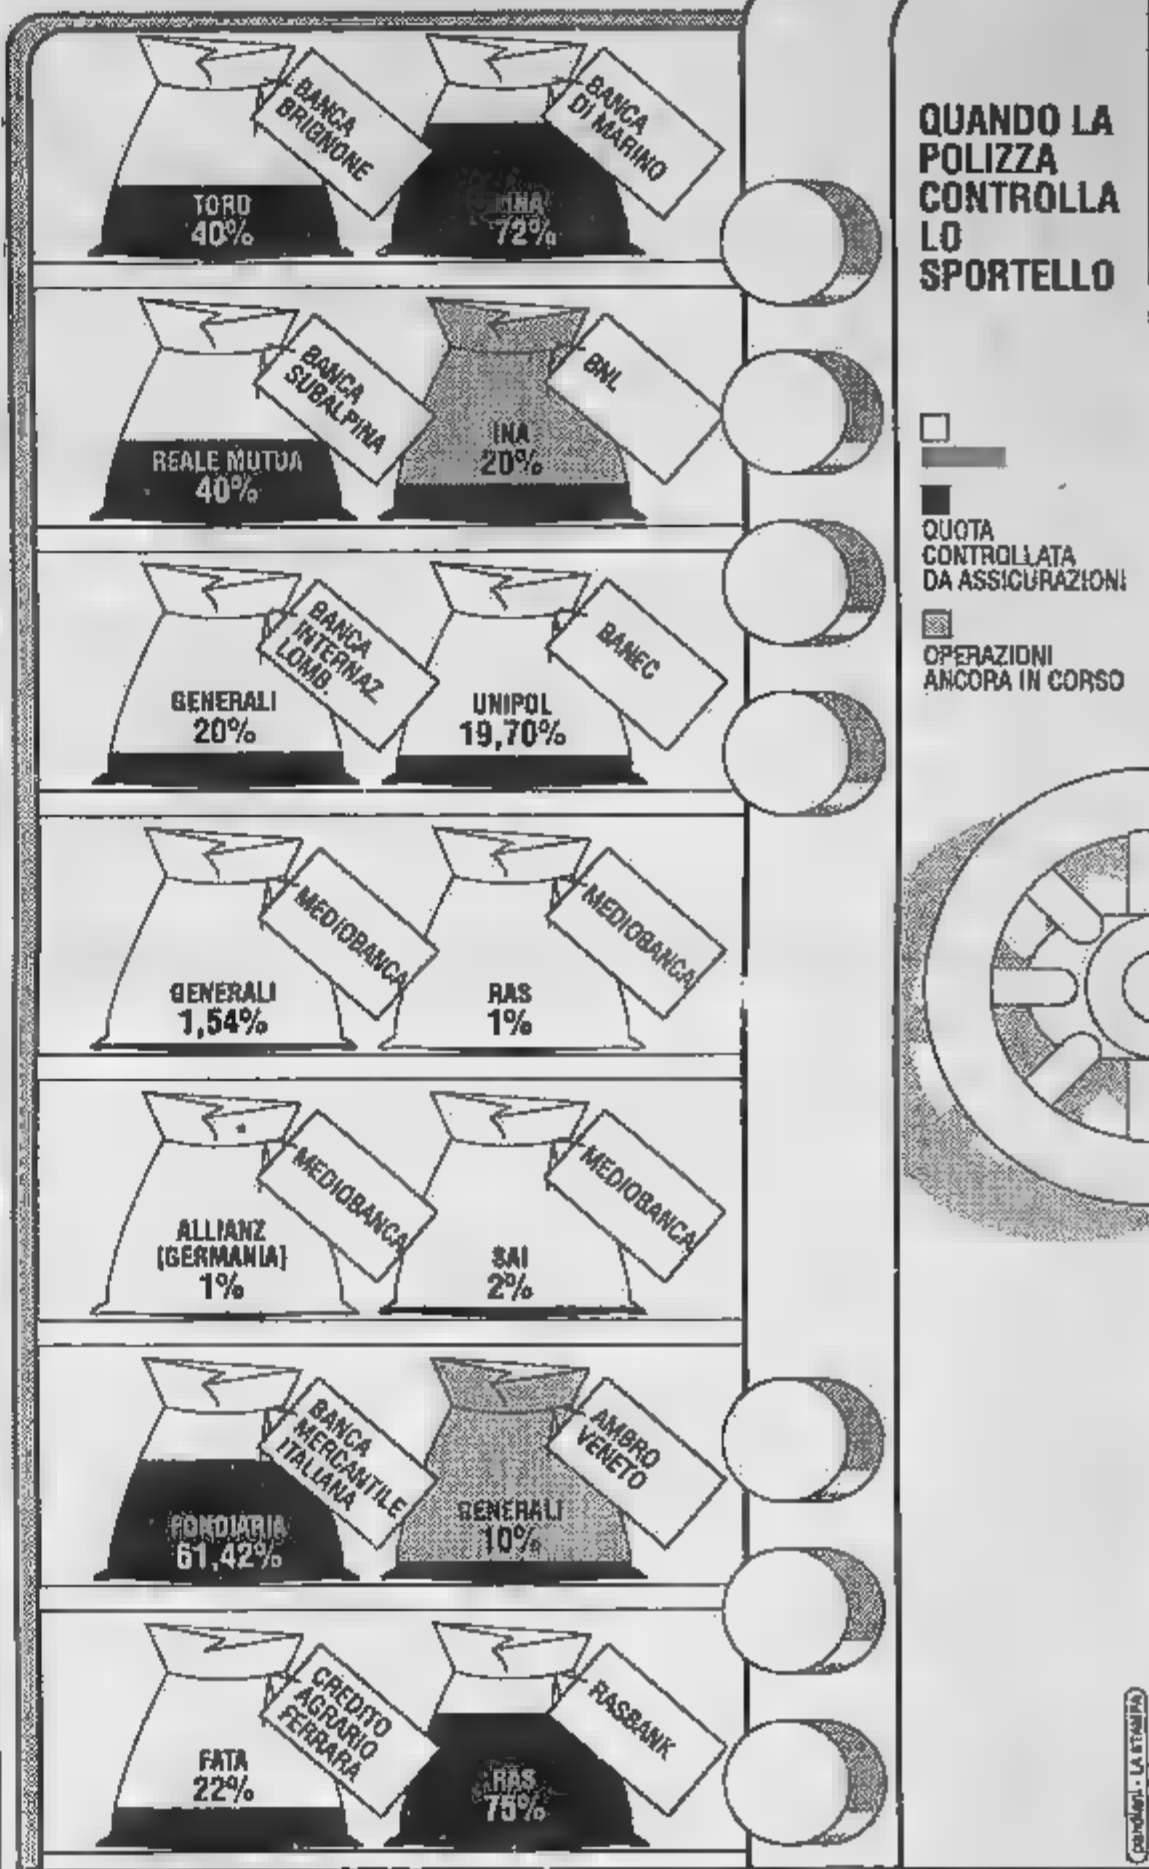 QUANDO LA
POLIZZA
CONTROLLA
LO
SPORTELLO
QUOTA
CONTROLLATA
DA ASSICURAZIONI
OPERAZIONI
ANCORA IN CORSO
BANCA
BRIGNONE
TORO
40%
BANCA
DI MARINO
INA
72%
BANCA
SUBALPINA
REALE MUTUA
40%
BNL
INA
20%
BANCA
INTERNAZ.
LOMB.
GENERALI
20%
BANEC
UNIPOL
19,70%
MEDIOBANCA
GENERALI
1,54%
MEDIOBANCA
RAS
1%
MEDIOBANCA
ALLIANZ
(GERMANIA)
1%
MEDIOBANCA
SAI
2%
BANCA
MERCANTILE
ITALIANA
FONDIARIA
61,42%
AMBRO
VENETO
GENERALI
10%
CREDITO
AGRARIO
FERRARA
FATA
22%
RASBANK
RAS
75%
LA STAMPA